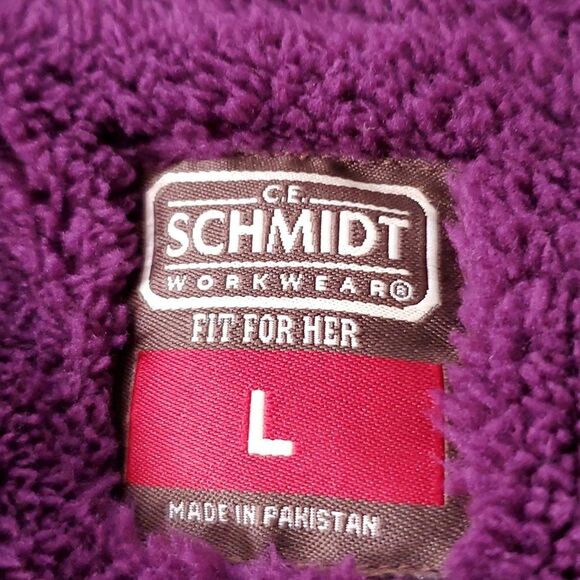 C.E.
SCHMIDT
WORKWEAR®
FIT FOR HER
L
MADE IN PAKISTAN